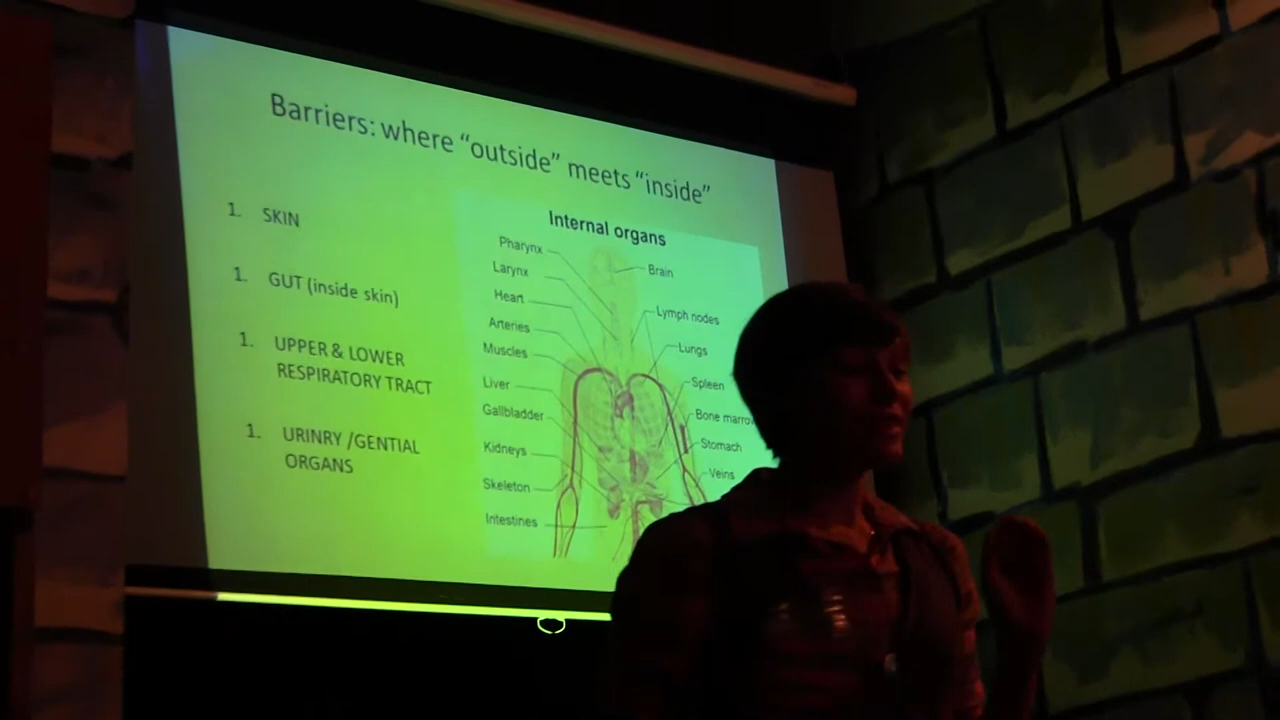 Barriers: where “outside” meets “inside”
1. SKIN
1. GUT (inside skin)
1. UPPER & LOWER
RESPIRATORY TRACT
1. URINRY /GENTIAL
ORGANS
Internal organs
Pharynx
Larynx
Heart
Arteries
Muscles
Liver
Gallbladder
Kidneys
Skeleton
Intestines
Brain
Lymph nodes
Lungs
Spleen
Bone marrow
Stomach
Veins